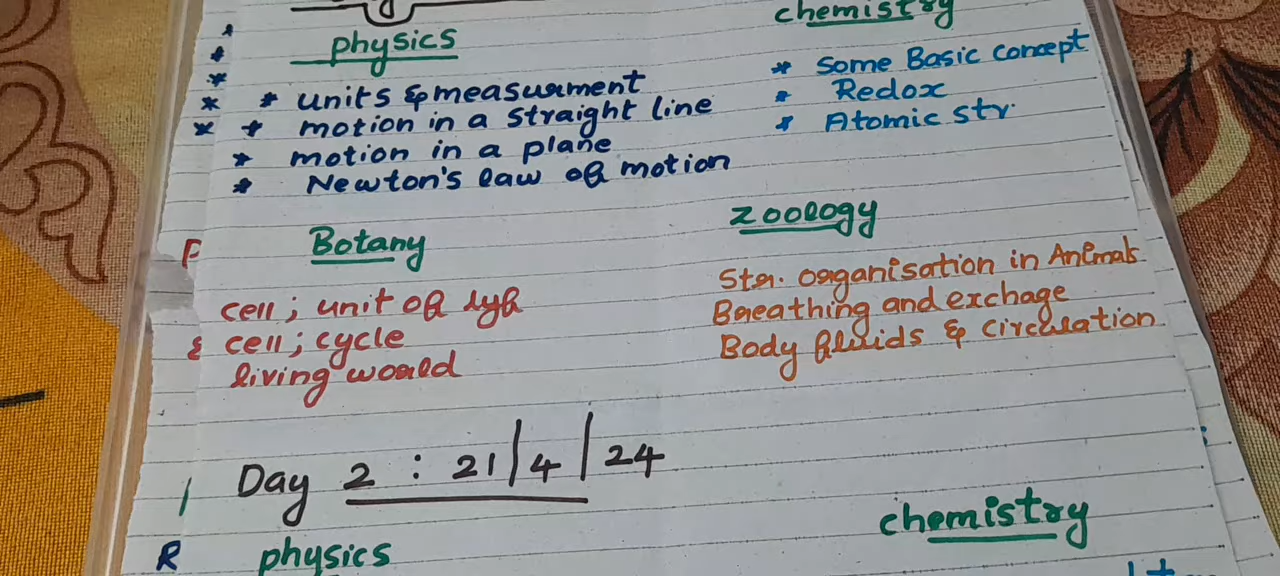 physics
* units & measurment
* motion in a straight line
* motion in a plane
* Newton's law of motion
chemistry
* Some Basic concept
* Redox
* Atomic str.
Botany
cell; unit of lyf
cell; cycle
living world
zoology
Str. organisation in Animals
Breathing and exchage
Body fluids & circulation
Day 2 : 21/4/24
physics
chemistry